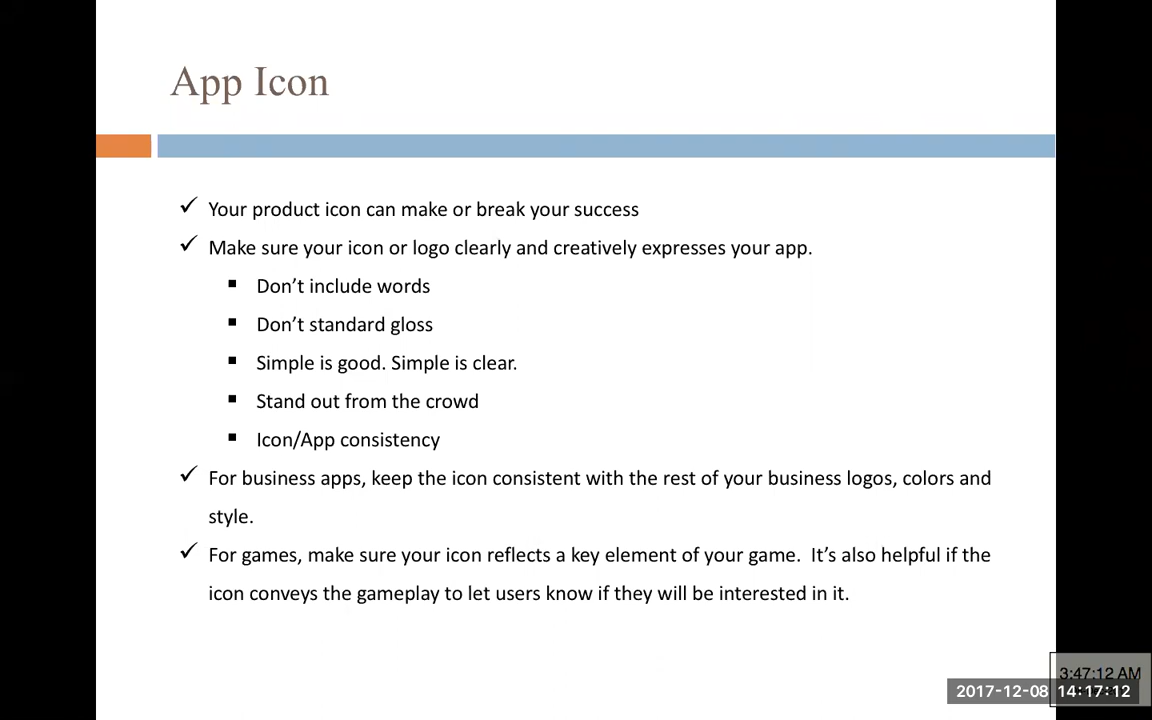 App Icon
Your product icon can make or break your success
Make sure your icon or logo clearly and creatively expresses your app.
Don’t include words
Don’t standard gloss
Simple is good. Simple is clear.
Stand out from the crowd
Icon/App consistency
For business apps, keep the icon consistent with the rest of your business logos, colors and
style.
For games, make sure your icon reflects a key element of your game.  It’s also helpful if the
icon conveys the gameplay to let users know if they will be interested in it.
3:47:12 AM
2017-12-08 14:17:12